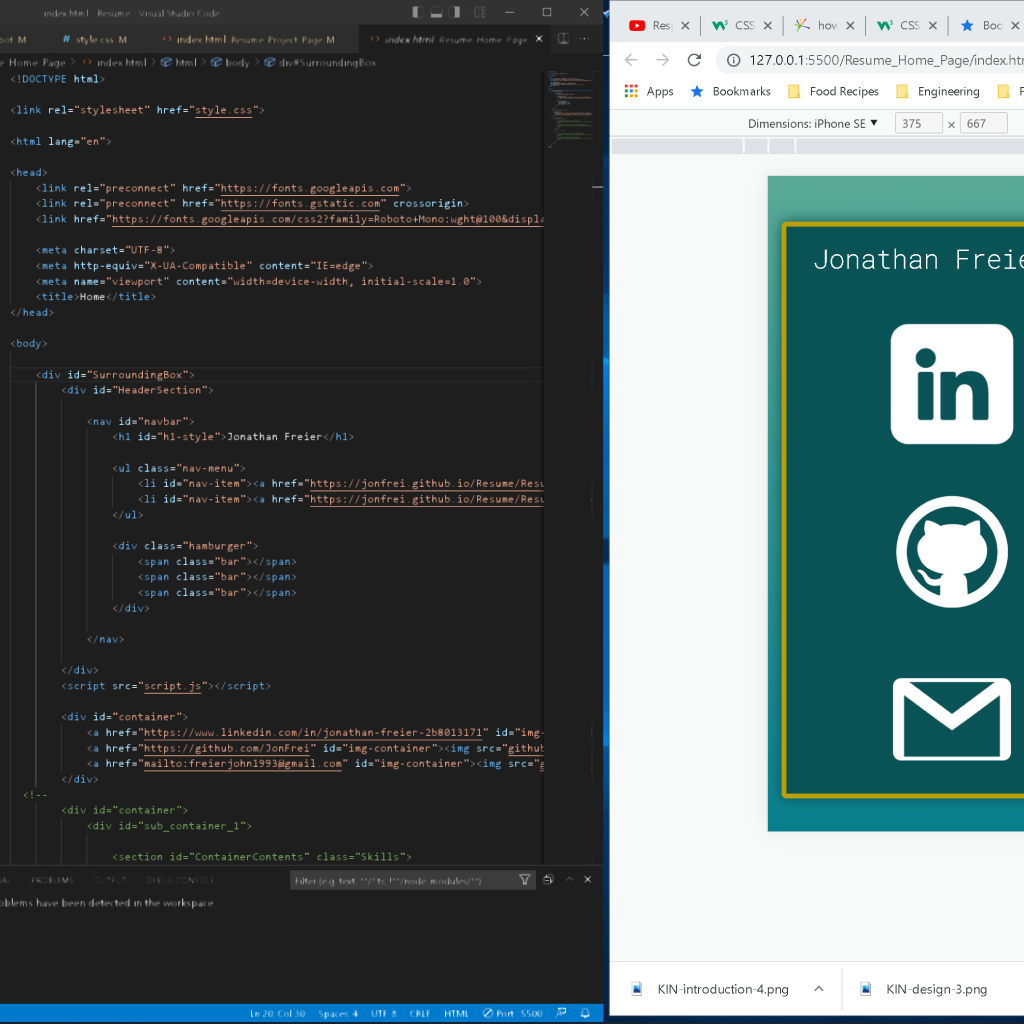 index.html - Resume - Visual Studio Code
M
# style.css M
index.html Resume Project Page M
index.html Resume Home Page
e Home Page > index.html > html > body > div#SurroundingBox
<!DOCTYPE html>
<link rel="stylesheet" href="style.css">
<html lang="en">
<head>
<link rel="preconnect" href="https://fonts.googleapis.com">
<link rel="preconnect" href="https://fonts.gstatic.com" crossorigin>
<link href="https://fonts.googleapis.com/css2?family=Roboto+Mono:wght@100&displa
<meta charset="UTF-8">
<meta http-equiv="X-UA-Compatible" content="IE=edge">
<meta name="viewport" content="width=device-width, initial-scale=1.0">
<title>Home</title>
</head>
<body>
<div id="SurroundingBox">
<div id="HeaderSection">
<nav id="navbar">
<h1 id="h1-style">Jonathan Freier</h1>
<ul class="nav-menu">
<li id="nav-item"><a href="https://jonfrei.github.io/Resume/Resu
<li id="nav-item"><a href="https://jonfrei.github.io/Resume/Resu
</ul>
<div class="hamburger">
<span class="bar"></span>
<span class="bar"></span>
<span class="bar"></span>
</div>
</nav>
</div>
<script src="script.js"></script>
<div id="container">
<a href="https://www.linkedin.com/in/jonathan-freier-2b8013171" id="img-
<a href="https://github.com/JonFrei" id="img-container"><img src="github
<a href="mailto:freierjohn1993@gmail.com" id="img-container"><img src="g
</div>
<!--
<div id="container">
<div id="sub_container_1">
<section id="ContainerContents" class="Skills">
AL PROBLEMS OUTPUT DEBUG CONSOLE
Filter (e.g. text, **/*.ts, !**/node_modules/**)
oblems have been detected in the workspace
Ln 20, Col 30 Spaces: 4 UTF-8 CRLF HTML Port : 5500
Res
CSS
how
CSS
Boo
127.0.0.1:5500/Resume_Home_Page/index.htm
Apps Bookmarks Food Recipes Engineering F
Dimensions: iPhone SE ▼ 375 × 667
Jonathan Freie
in
KIN-introduction-4.png
KIN-design-3.png